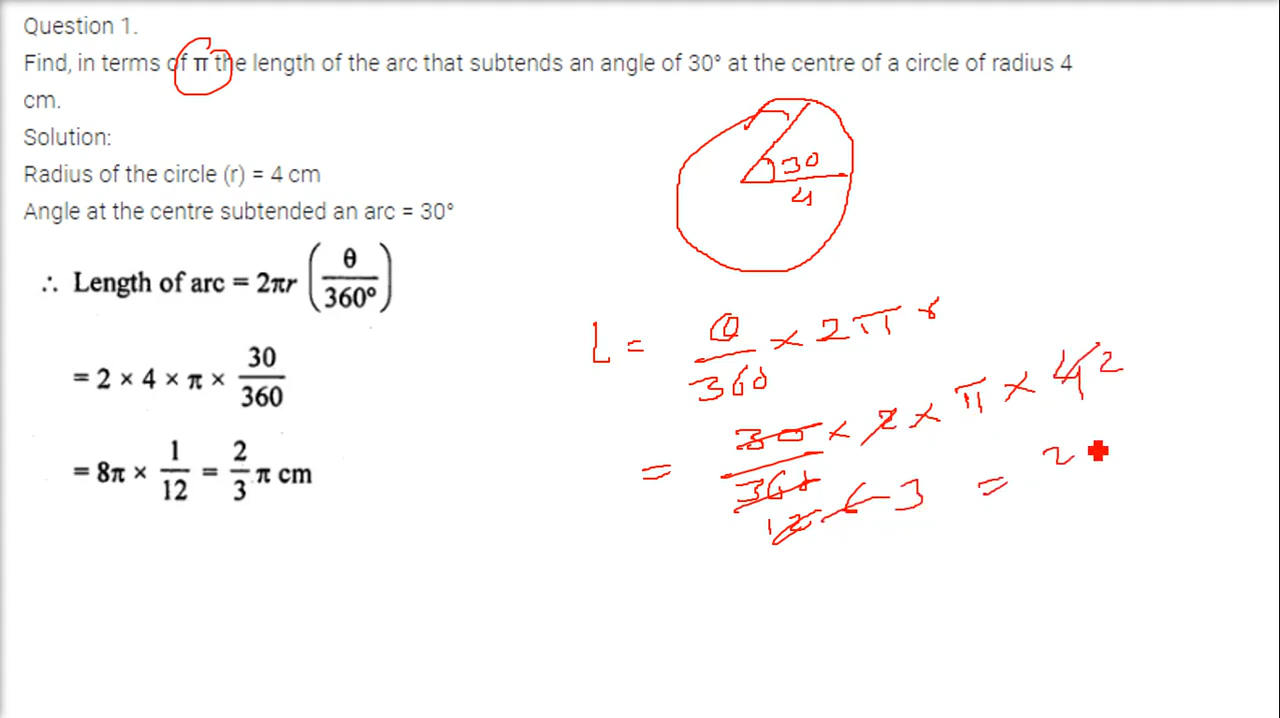 Question 1.
Find, in terms of π the length of the arc that subtends an angle of 30° at the centre of a circle of radius 4
cm.
Solution:
Radius of the circle (r) = 4 cm
Angle at the centre subtended an arc = 30°
∴ Length of arc = 2πr (θ/360°)
= 2 × 4 × π × 30/360
= 8π × 1/12 = 2/3 π cm
30
4
L = θ/360 × 2πr
= 30/360 × 2 × π × 4 2
12 6 3 = 2